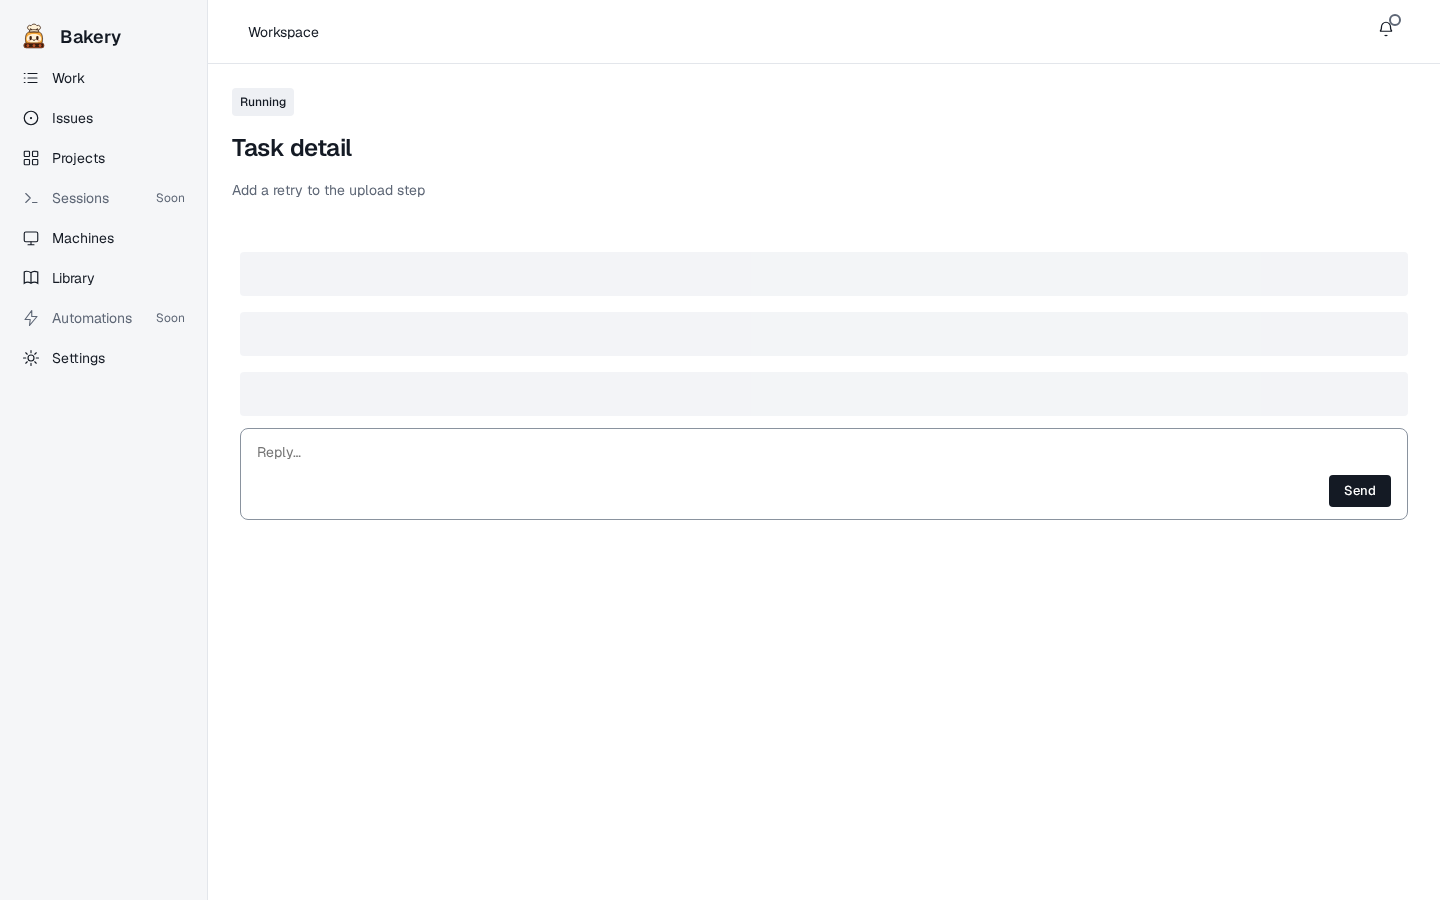 Bakery
Work
Issues
Projects
Sessions Soon
Machines
Library
Automations Soon
Settings
Workspace
Running
Task detail
Add a retry to the upload step
Reply...
Send